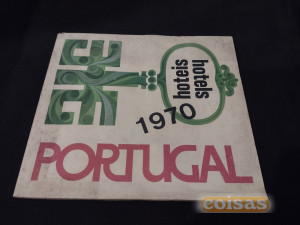 hoteis
hotels
1970
PORTUGAL
coisas